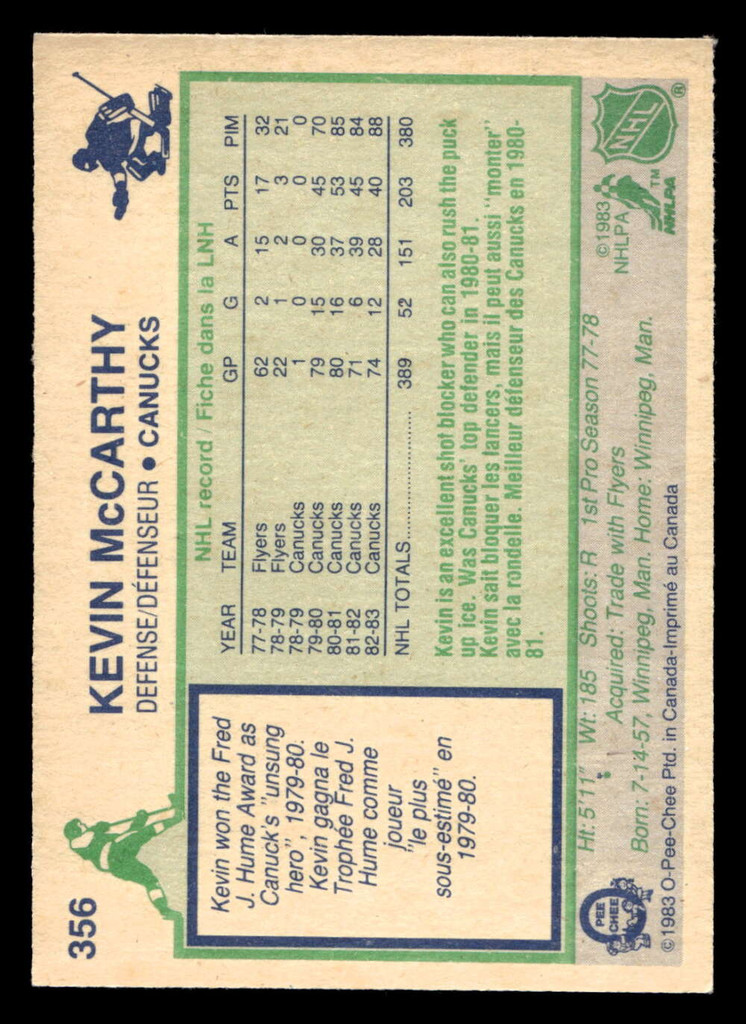 356
KEVIN McCARTHY
DEFENSE/DÉFENSEUR • CANUCKS
Kevin won the Fred
J. Hume Award as
Canuck's "unsung
hero", 1979-80.
Kevin gagna le
Trophée Fred J.
Hume comme
joueur
"le plus
sous-estimé" en
1979-80.
NHL record / Fiche dans la LNH
YEAR TEAM GP G A PTS PIM
77-78 Flyers 62 2 15 17 32
78-79 Flyers 22 1 2 3 21
78-79 Canucks 1 0 0 0 0
79-80 Canucks 79 15 30 45 70
80-81 Canucks 80 16 37 53 85
81-82 Canucks 71 6 39 45 84
82-83 Canucks 74 12 28 40 88
NHL TOTALS.................... 389 52 151 203 380
Kevin is an excellent shot blocker who can also rush the puck
up ice. Was Canucks' top defender in 1980-81.
Kevin sait bloquer les lancers, mais il peut aussi "monter"
avec la rondelle. Meilleur défenseur des Canucks en 1980-
81.
Ht: 5'11" Wt: 185 Shoots: R 1st Pro Season 77-78
Acquired: Trade with Flyers
Born: 7-14-57, Winnipeg, Man. Home: Winnipeg, Man.
© 1983 O-Pee-Chee Ptd. in Canada-Imprimé au Canada
O
PEE
CHEE
© 1983
NHLPA
NHL
®
TM
NHLPA